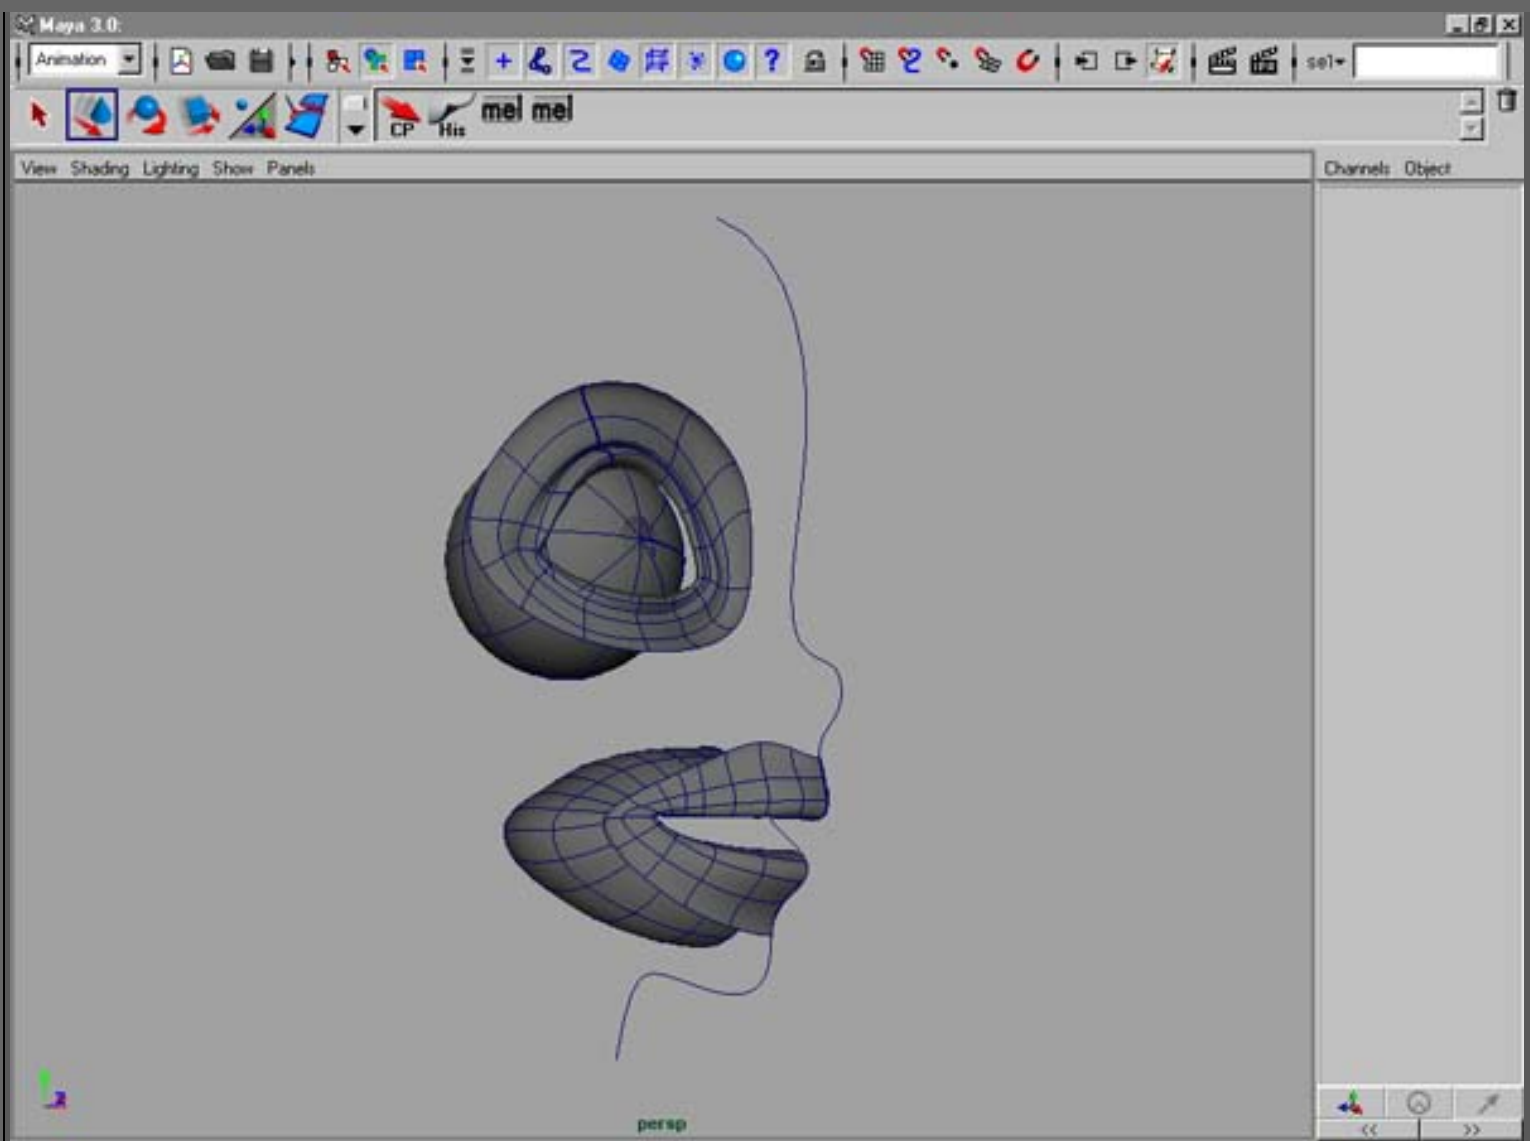 Maya 3.0:
Animation
sel
CP His mel mel
View Shading Lighting Show Panels
Channels Object
persp
<< >>